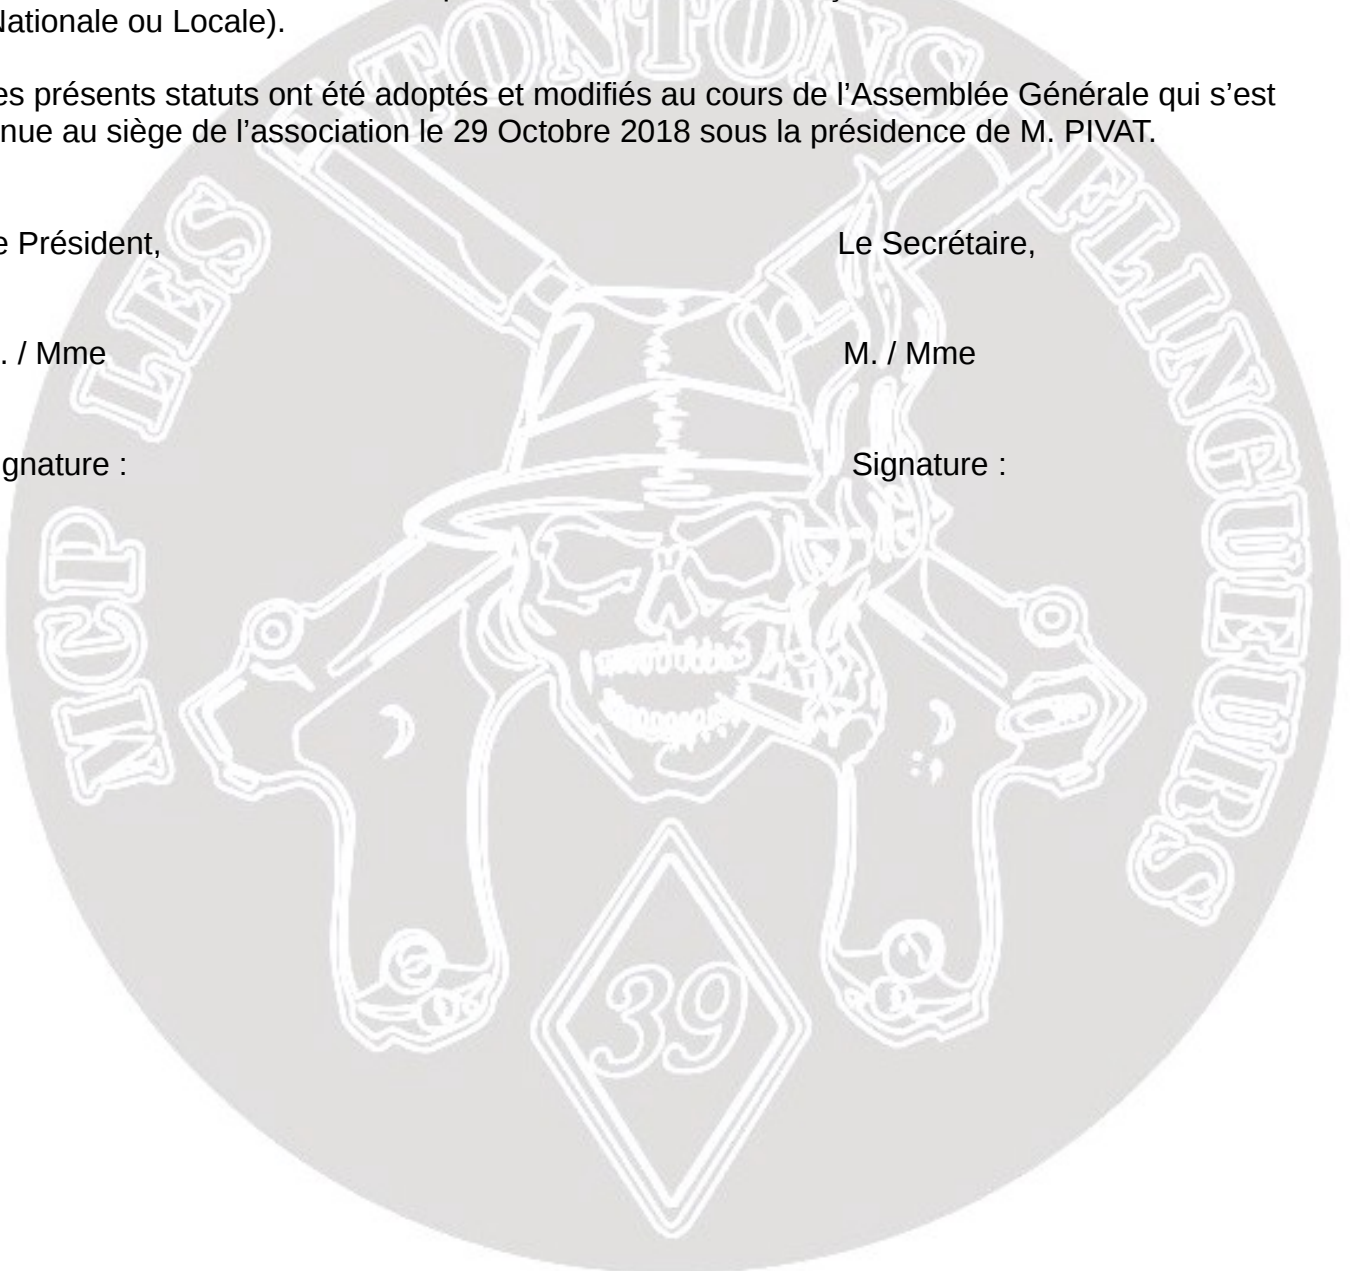 Nationale ou Locale).
es présents statuts ont été adoptés et modifiés au cours de l’Assemblée Générale qui s’est
nue au siège de l’association le 29 Octobre 2018 sous la présidence de M. PIVAT.
e Président,
Le Secrétaire,
. / Mme
M. / Mme
gnature :
Signature :
MCP LES TONTONS FLINGUEURS
39